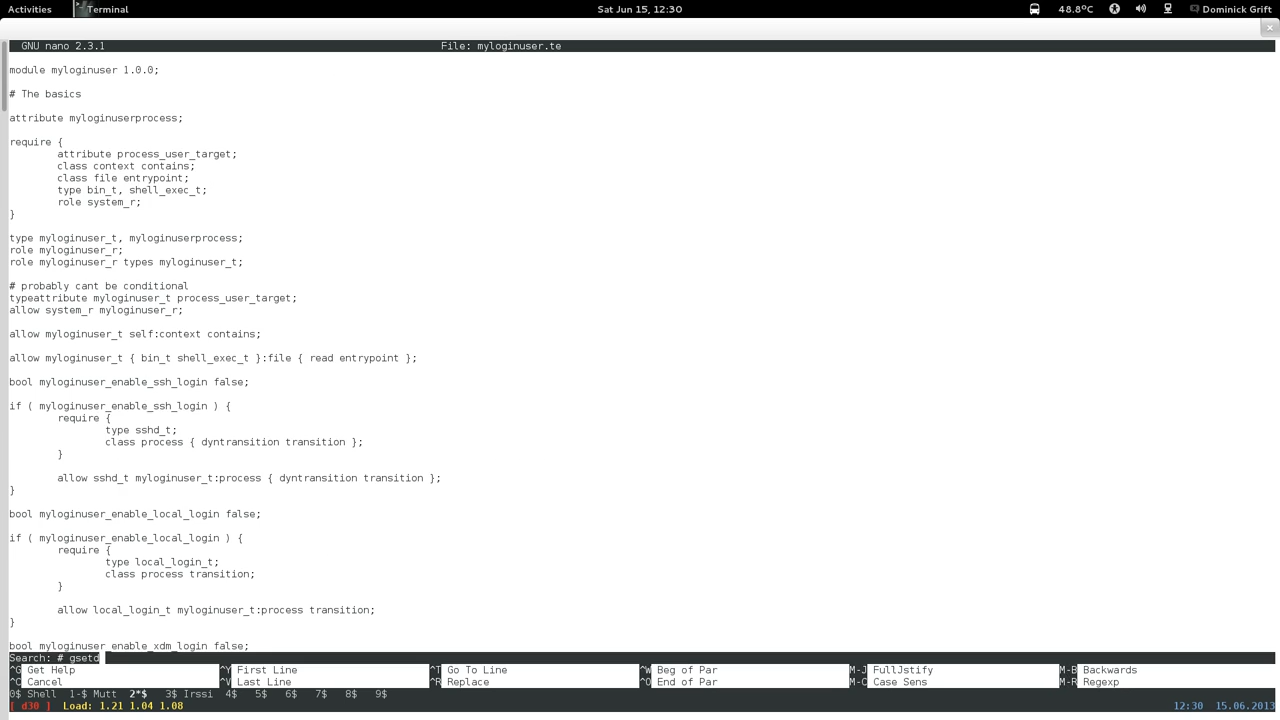 Activities Terminal Sat Jun 15, 12:30 48.8°C Dominick Grift
GNU nano 2.3.1 File: myloginuser.te
module myloginuser 1.0.0;
# The basics
attribute myloginuserprocess;
require {
attribute process_user_target;
class context contains;
class file entrypoint;
type bin_t, shell_exec_t;
role system_r;
}
type myloginuser_t, myloginuserprocess;
role myloginuser_r;
role myloginuser_r types myloginuser_t;
# probably cant be conditional
typeattribute myloginuser_t process_user_target;
allow system_r myloginuser_r;
allow myloginuser_t self:context contains;
allow myloginuser_t { bin_t shell_exec_t }:file { read entrypoint };
bool myloginuser_enable_ssh_login false;
if ( myloginuser_enable_ssh_login ) {
require {
type sshd_t;
class process { dyntransition transition };
}
allow sshd_t myloginuser_t:process { dyntransition transition };
}
bool myloginuser_enable_local_login false;
if ( myloginuser_enable_local_login ) {
require {
type local_login_t;
class process transition;
}
allow local_login_t myloginuser_t:process transition;
}
bool myloginuser_enable_xdm_login false;
Search: # gsetd
^G Get Help ^Y First Line ^T Go To Line ^W Beg of Par M-J FullJstify M-B Backwards
^C Cancel ^V Last Line ^R Replace ^O End of Par M-C Case Sens M-R Regexp
0$ Shell 1-$ Mutt 2*$ 3$ Irssi 4$ 5$ 6$ 7$ 8$ 9$
[ d30 ] Load: 1.21 1.04 1.08 12:30 15.06.2013